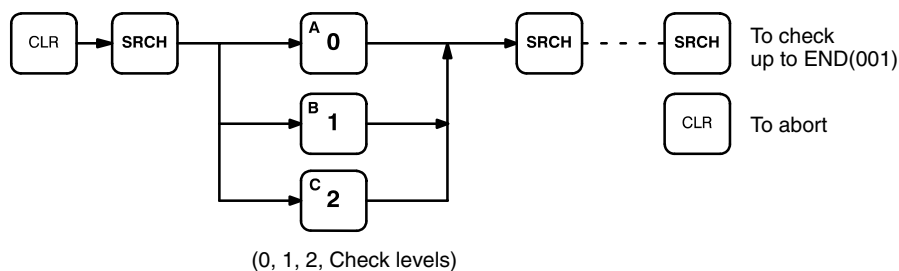 CLR
SRCH
A
0
SRCH
SRCH
To check
up to END(001)
B
1
CLR
To abort
C
2
(0, 1, 2, Check levels)